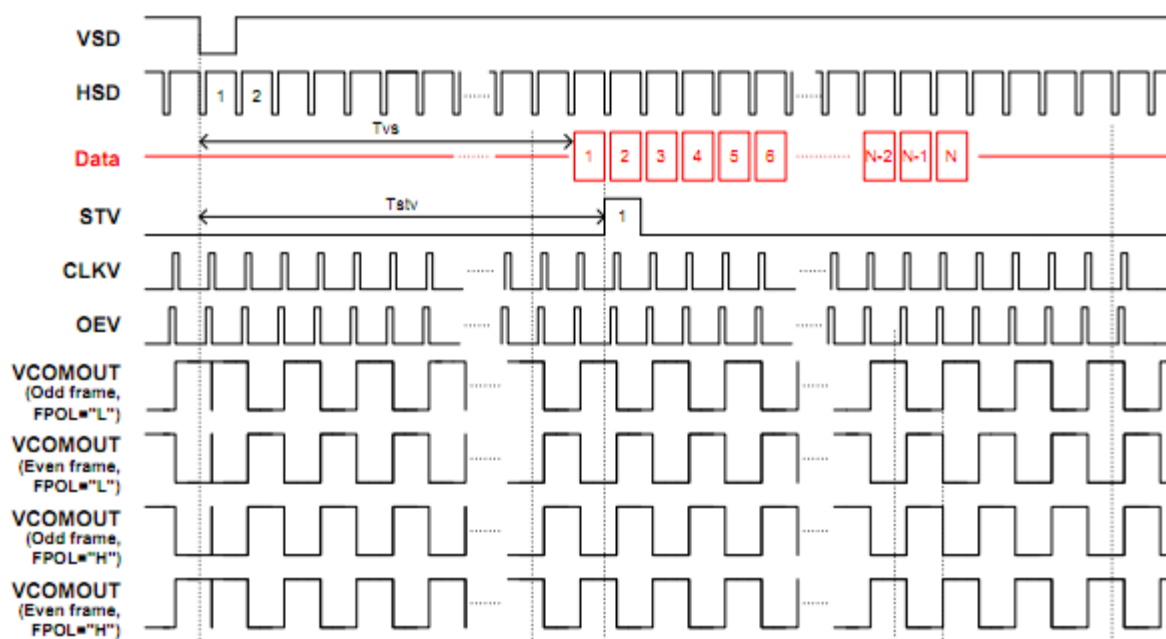 VSD
HSD
1 2
Tvs
Data
1 2 3 4 5 6 N-2 N-1 N
Tstv
STV
1
CLKV
OEV
VCOMOUT
(Odd frame,
FPOL="L")
VCOMOUT
(Even frame,
FPOL="L")
VCOMOUT
(Odd frame,
FPOL="H")
VCOMOUT
(Even frame,
FPOL="H")